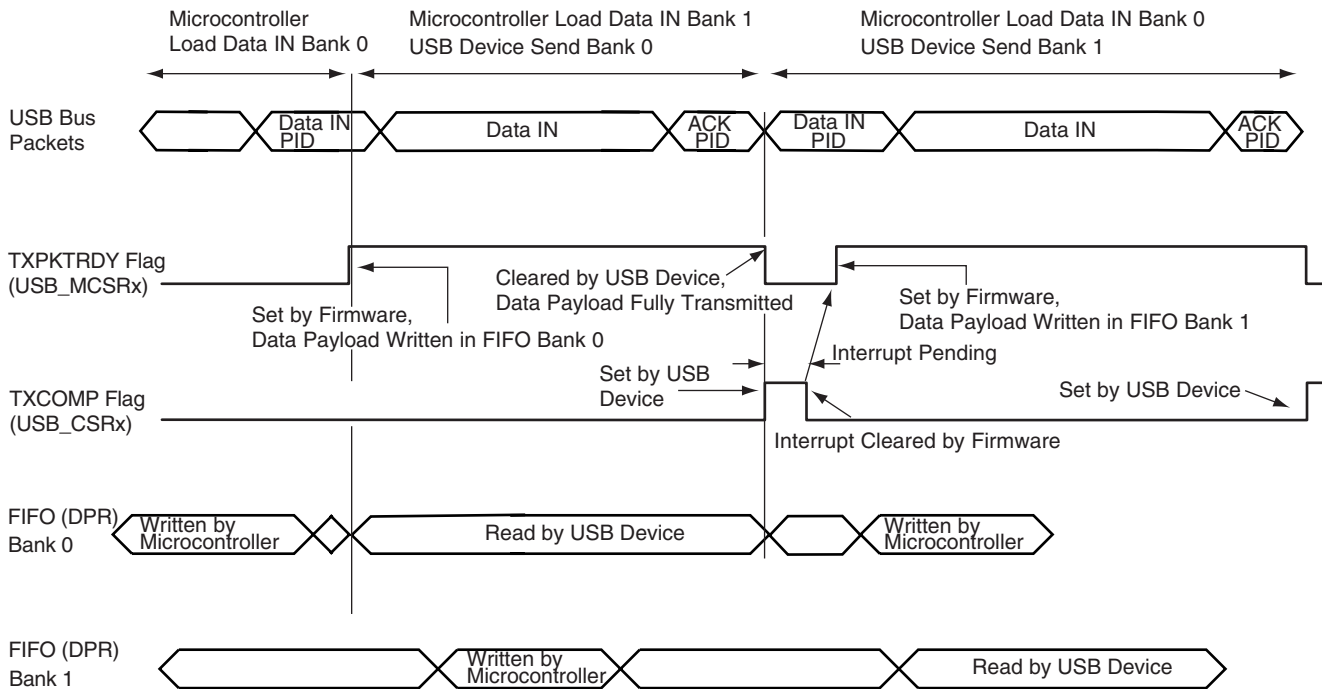 Microcontroller
Load Data IN Bank 0
Microcontroller Load Data IN Bank 1
USB Device Send Bank 0
Microcontroller Load Data IN Bank 0
USB Device Send Bank 1
USB Bus
Packets
Data IN
PID
Data IN
ACK
PID
Data IN
PID
Data IN
ACK
PID
TXPKTRDY Flag
(USB_MCSRx)
Set by Firmware,
Data Payload Written in FIFO Bank 0
Cleared by USB Device,
Data Payload Fully Transmitted
Set by Firmware,
Data Payload Written in FIFO Bank 1
Interrupt Pending
TXCOMP Flag
(USB_CSRx)
Set by USB
Device
Set by USB Device
Interrupt Cleared by Firmware
FIFO (DPR)
Bank 0
Written by
Microcontroller
Read by USB Device
Written by
Microcontroller
FIFO (DPR)
Bank 1
Written by
Microcontroller
Read by USB Device